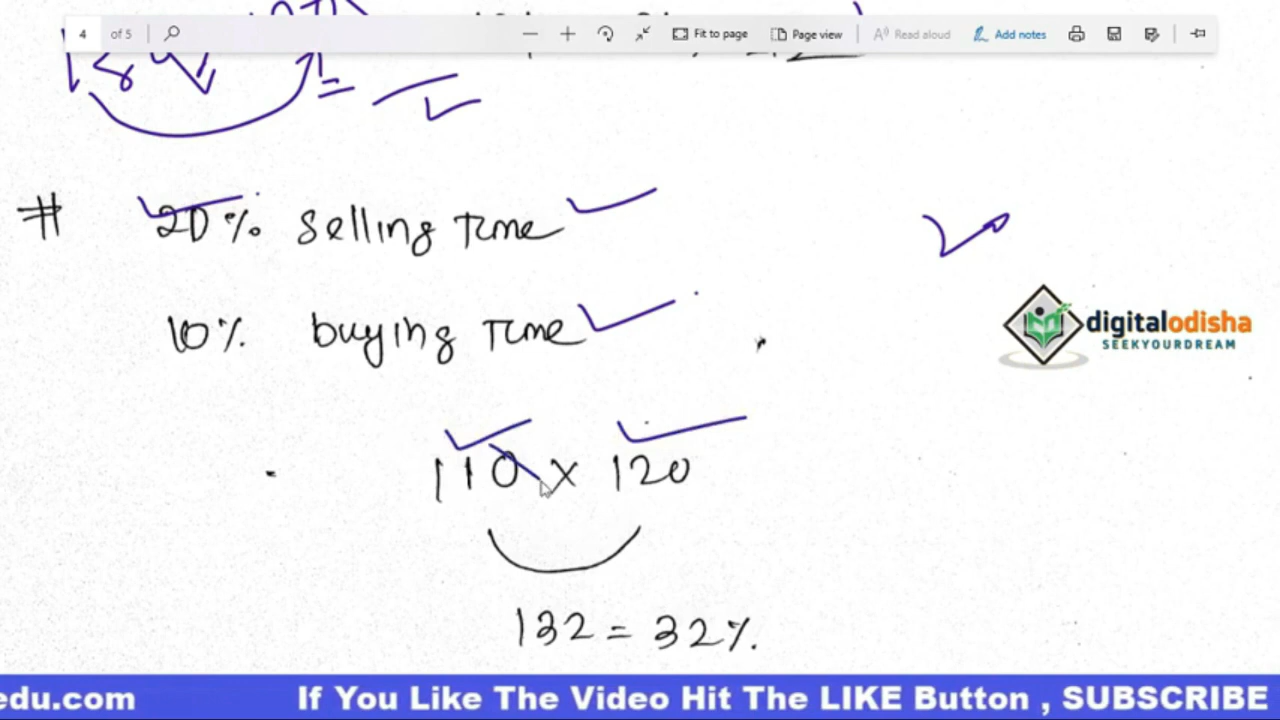 4 of 5 Fit to page Page view Read aloud Add notes
# 20% selling Time
10% buying Time
digitalodisha
SEEKYOURDREAM
110 x 120
132 = 32%.
edu.com If You Like The Video Hit The LIKE Button , SUBSCRIBE